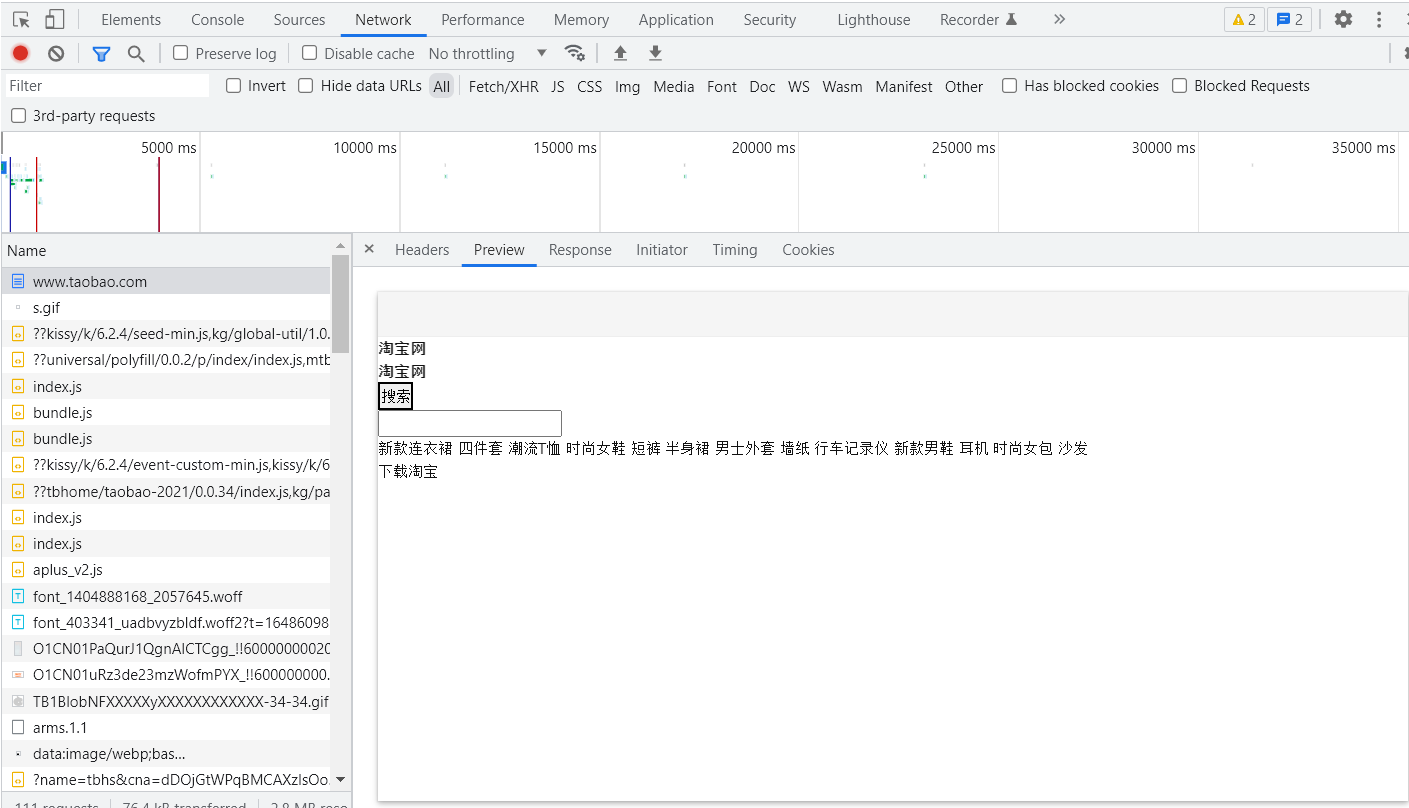 Elements Console Sources Network Performance Memory Application Security Lighthouse Recorder 2 2
Preserve log Disable cache No throttling
Filter Invert Hide data URLs All Fetch/XHR JS CSS Img Media Font Doc WS Wasm Manifest Other Has blocked cookies Blocked Requests
3rd-party requests
5000 ms 10000 ms 15000 ms 20000 ms 25000 ms 30000 ms 35000 ms
Name
www.taobao.com
s.gif
??kissy/k/6.2.4/seed-min.js,kg/global-util/1.0.
??universal/polyfill/0.0.2/p/index/index.js,mtb
index.js
bundle.js
bundle.js
??kissy/k/6.2.4/event-custom-min.js,kissy/k/6
??tbhome/taobao-2021/0.0.34/index.js,kg/pa
index.js
index.js
aplus_v2.js
font_1404888168_2057645.woff
font_403341_uadbvyzbldf.woff2?t=16486098
O1CN01PaQurJ1QgnAICTCgg_!!60000000020
O1CN01uRz3de23mzWofmPYX_!!600000000.
TB1BlobNFXXXXXyXXXXXXXXXXXX-34-34.gif
arms.1.1
data:image/webp;bas...
?name=tbhs&cna=dDOjGtWPqBMCAXzIsOo.
111 requests 76.4 kB transferred 2.8 MB reso
Headers Preview Response Initiator Timing Cookies
淘宝网
淘宝网
搜索
新款连衣裙 四件套 潮流T恤 时尚女鞋 短裤 半身裙 男士外套 墙纸 行车记录仪 新款男鞋 耳机 时尚女包 沙发
下载淘宝